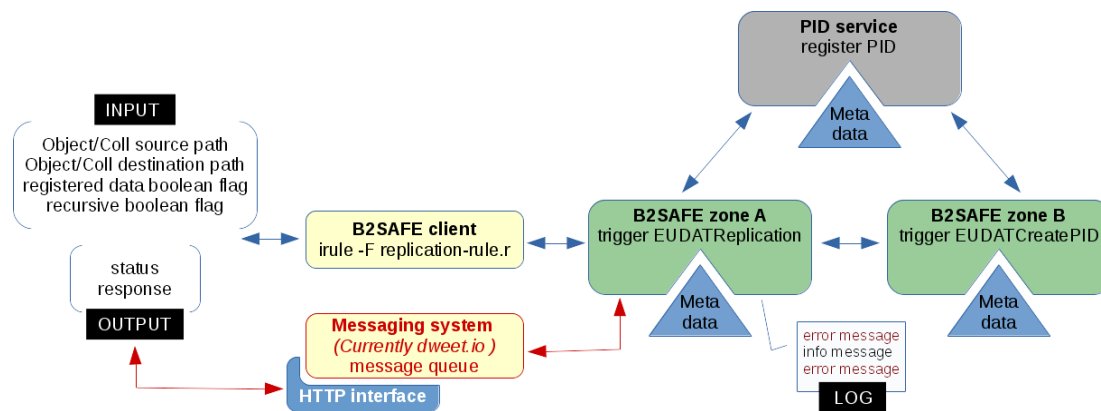 PID service
register PID
Meta
data
INPUT
Object/Coll source path
Object/Coll destination path
registered data boolean flag
recursive boolean flag
B2SAFE client
irule -F replication-rule.r
B2SAFE zone A
trigger EUDATReplication
Meta
data
B2SAFE zone B
trigger EUDATCreatePID
Meta
data
status
response
OUTPUT
Messaging system
(Currently dweet.io )
message queue
HTTP interface
error message
info message
error message
LOG